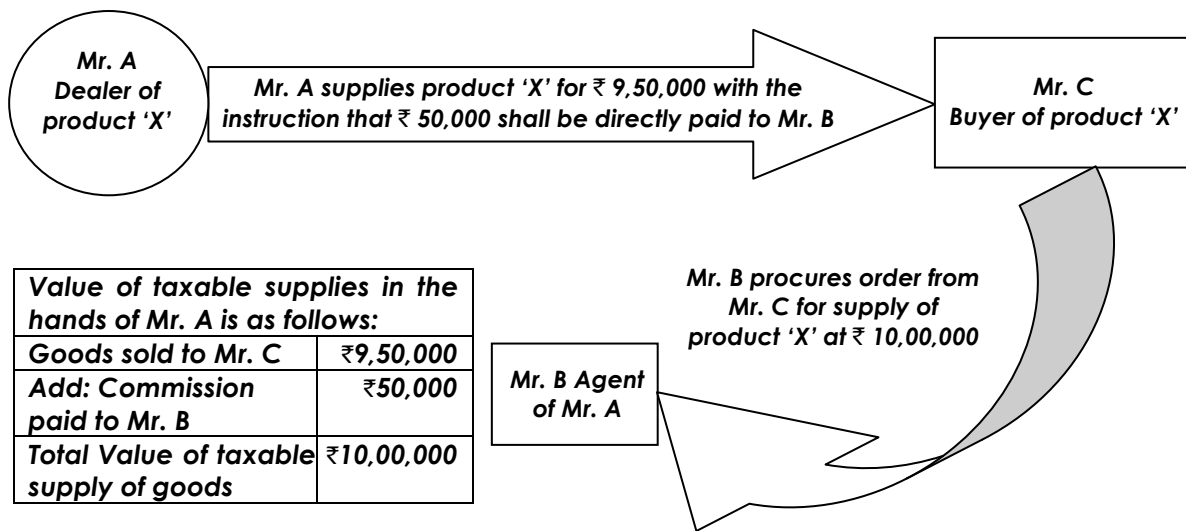 Mr. A
Dealer of
product ‘X’
Mr. A supplies product ‘X’ for ₹ 9,50,000 with the
instruction that ₹ 50,000 shall be directly paid to Mr. B
Mr. C
Buyer of product ‘X’
Mr. B procures order from
Mr. C for supply of
product ‘X’ at ₹ 10,00,000
Mr. B Agent
of Mr. A
Value of taxable supplies in the
hands of Mr. A is as follows:
Goods sold to Mr. C ₹9,50,000
Add: Commission ₹50,000
paid to Mr. B
Total Value of taxable ₹10,00,000
supply of goods